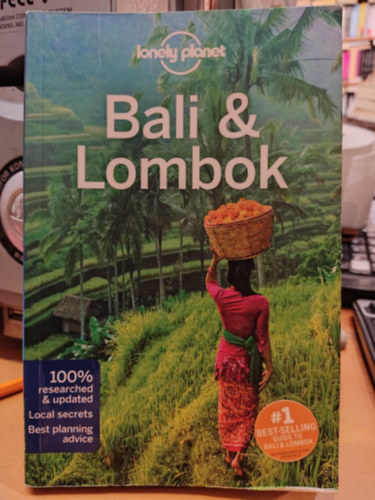 lonely planet
Bali &
Lombok
100%
researched
& updated
Local secrets
Best planning
advice
#1
BEST-SELLING
GUIDE TO
BALI & LOMBOK